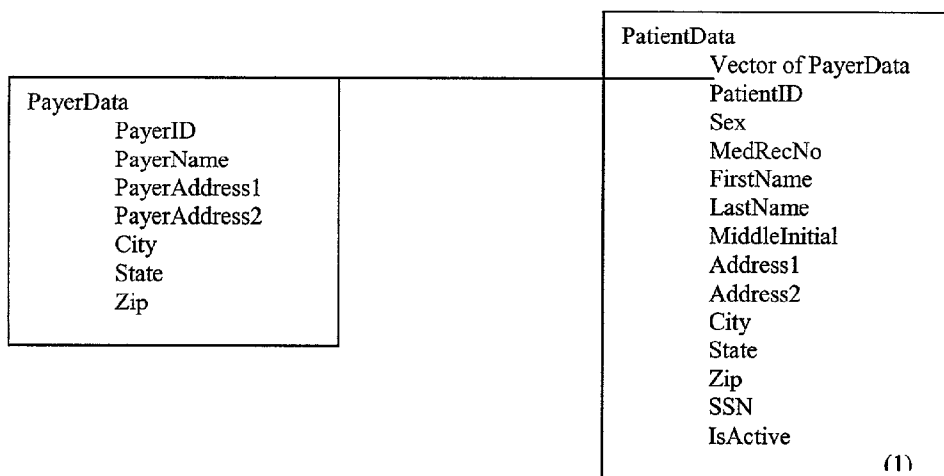 PatientData
Vector of PayerData
PatientID
Sex
MedRecNo
FirstName
LastName
MiddleInitial
Address1
Address2
City
State
Zip
SSN
IsActive
(1)
PayerData
PayerID
PayerName
PayerAddress1
PayerAddress2
City
State
Zip